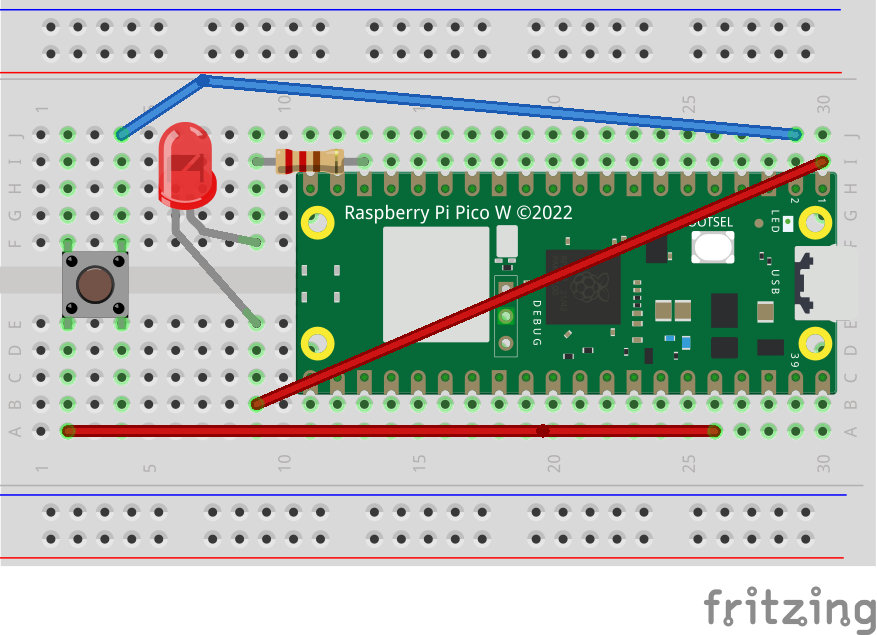 1 5 10 15 20 25 30
J J
I I
H H
G G
F F
Raspberry Pi Pico W ©2022
BOOTSEL
LED
2
1
USB
DEBUG
39
E E
D D
C C
B B
A A
1 5 10 15 20 25 30
fritzing